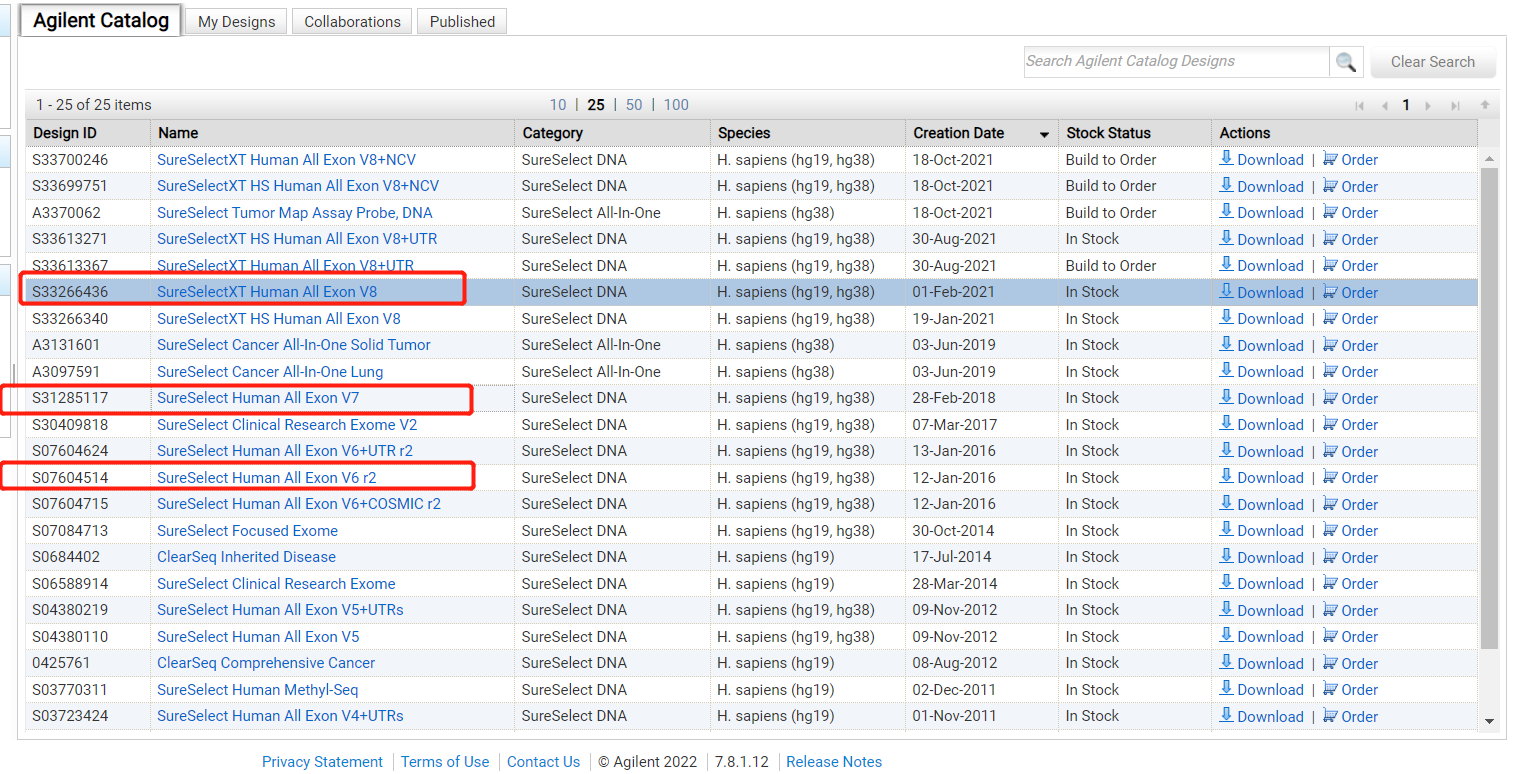 Agilent Catalog My Designs Collaborations Published
Search Agilent Catalog Designs Clear Search
1 - 25 of 25 items 10 | 25 | 50 | 100 1
Design ID Name Category Species Creation Date Stock Status Actions
S33700246 SureSelectXT Human All Exon V8+NCV SureSelect DNA H. sapiens (hg19, hg38) 18-Oct-2021 Build to Order Download | Order
S33699751 SureSelectXT HS Human All Exon V8+NCV SureSelect DNA H. sapiens (hg19, hg38) 18-Oct-2021 Build to Order Download | Order
A3370062 SureSelect Tumor Map Assay Probe, DNA SureSelect All-In-One H. sapiens (hg38) 18-Oct-2021 Build to Order Download | Order
S33613271 SureSelectXT HS Human All Exon V8+UTR SureSelect DNA H. sapiens (hg19, hg38) 30-Aug-2021 In Stock Download | Order
S33613367 SureSelectXT Human All Exon V8+UTR SureSelect DNA H. sapiens (hg19, hg38) 30-Aug-2021 Build to Order Download | Order
S33266436 SureSelectXT Human All Exon V8 SureSelect DNA H. sapiens (hg19, hg38) 01-Feb-2021 In Stock Download | Order
S33266340 SureSelectXT HS Human All Exon V8 SureSelect DNA H. sapiens (hg19, hg38) 19-Jan-2021 In Stock Download | Order
A3131601 SureSelect Cancer All-In-One Solid Tumor SureSelect All-In-One H. sapiens (hg38) 03-Jun-2019 In Stock Download | Order
A3097591 SureSelect Cancer All-In-One Lung SureSelect All-In-One H. sapiens (hg38) 03-Jun-2019 In Stock Download | Order
S31285117 SureSelect Human All Exon V7 SureSelect DNA H. sapiens (hg19, hg38) 28-Feb-2018 In Stock Download | Order
S30409818 SureSelect Clinical Research Exome V2 SureSelect DNA H. sapiens (hg19, hg38) 07-Mar-2017 In Stock Download | Order
S07604624 SureSelect Human All Exon V6+UTR r2 SureSelect DNA H. sapiens (hg19, hg38) 13-Jan-2016 In Stock Download | Order
S07604514 SureSelect Human All Exon V6 r2 SureSelect DNA H. sapiens (hg19, hg38) 12-Jan-2016 In Stock Download | Order
S07604715 SureSelect Human All Exon V6+COSMIC r2 SureSelect DNA H. sapiens (hg19, hg38) 12-Jan-2016 In Stock Download | Order
S07084713 SureSelect Focused Exome SureSelect DNA H. sapiens (hg19, hg38) 30-Oct-2014 In Stock Download | Order
S0684402 ClearSeq Inherited Disease SureSelect DNA H. sapiens (hg19) 17-Jul-2014 In Stock Download | Order
S06588914 SureSelect Clinical Research Exome SureSelect DNA H. sapiens (hg19) 28-Mar-2014 In Stock Download | Order
S04380219 SureSelect Human All Exon V5+UTRs SureSelect DNA H. sapiens (hg19, hg38) 09-Nov-2012 In Stock Download | Order
S04380110 SureSelect Human All Exon V5 SureSelect DNA H. sapiens (hg19, hg38) 09-Nov-2012 In Stock Download | Order
0425761 ClearSeq Comprehensive Cancer SureSelect DNA H. sapiens (hg19) 08-Aug-2012 In Stock Download | Order
S03770311 SureSelect Human Methyl-Seq SureSelect DNA H. sapiens (hg19) 02-Dec-2011 In Stock Download | Order
S03723424 SureSelect Human All Exon V4+UTRs SureSelect DNA H. sapiens (hg19) 01-Nov-2011 In Stock Download | Order
Privacy Statement Terms of Use Contact Us © Agilent 2022 7.8.1.12 Release Notes